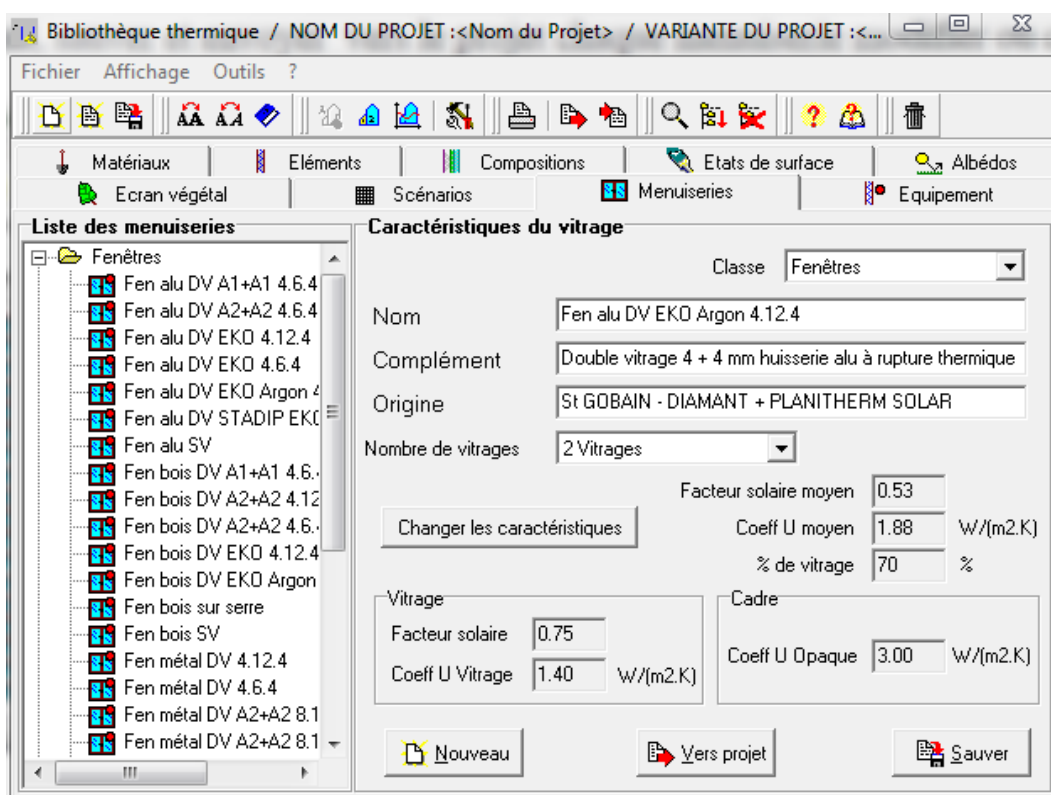 Bibliothèque thermique / NOM DU PROJET :<Nom du Projet> / VARIANTE DU PROJET :<...
Fichier Affichage Outils ?
Matériaux Eléments Compositions Etats de surface Albédos
Ecran végétal Scénarios Menuiseries Equipement
Liste des menuiseries
Fenêtres
Fen alu DV A1+A1 4.6.4
Fen alu DV A2+A2 4.6.4
Fen alu DV EKO 4.12.4
Fen alu DV EKO 4.6.4
Fen alu DV EKO Argon 4
Fen alu DV STADIP EKO
Fen alu SV
Fen bois DV A1+A1 4.6.4
Fen bois DV A2+A2 4.12
Fen bois DV A2+A2 4.6.4
Fen bois DV EKO 4.12.4
Fen bois DV EKO Argon
Fen bois sur serre
Fen bois SV
Fen métal DV 4.12.4
Fen métal DV 4.6.4
Fen métal DV A2+A2 8.1
Fen métal DV A2+A2 8.1
Caractéristiques du vitrage
Classe Fenêtres
Nom Fen alu DV EKO Argon 4.12.4
Complément Double vitrage 4 + 4 mm huisserie alu à rupture thermique
Origine St GOBAIN - DIAMANT + PLANITHERM SOLAR
Nombre de vitrages 2 Vitrages
Facteur solaire moyen 0.53
Changer les caractéristiques Coeff U moyen 1.88 W/(m2.K)
% de vitrage 70 %
Vitrage Cadre
Facteur solaire 0.75
Coeff U Vitrage 1.40 W/(m2.K)
Coeff U Opaque 3.00 W/(m2.K)
Nouveau Vers projet Sauver